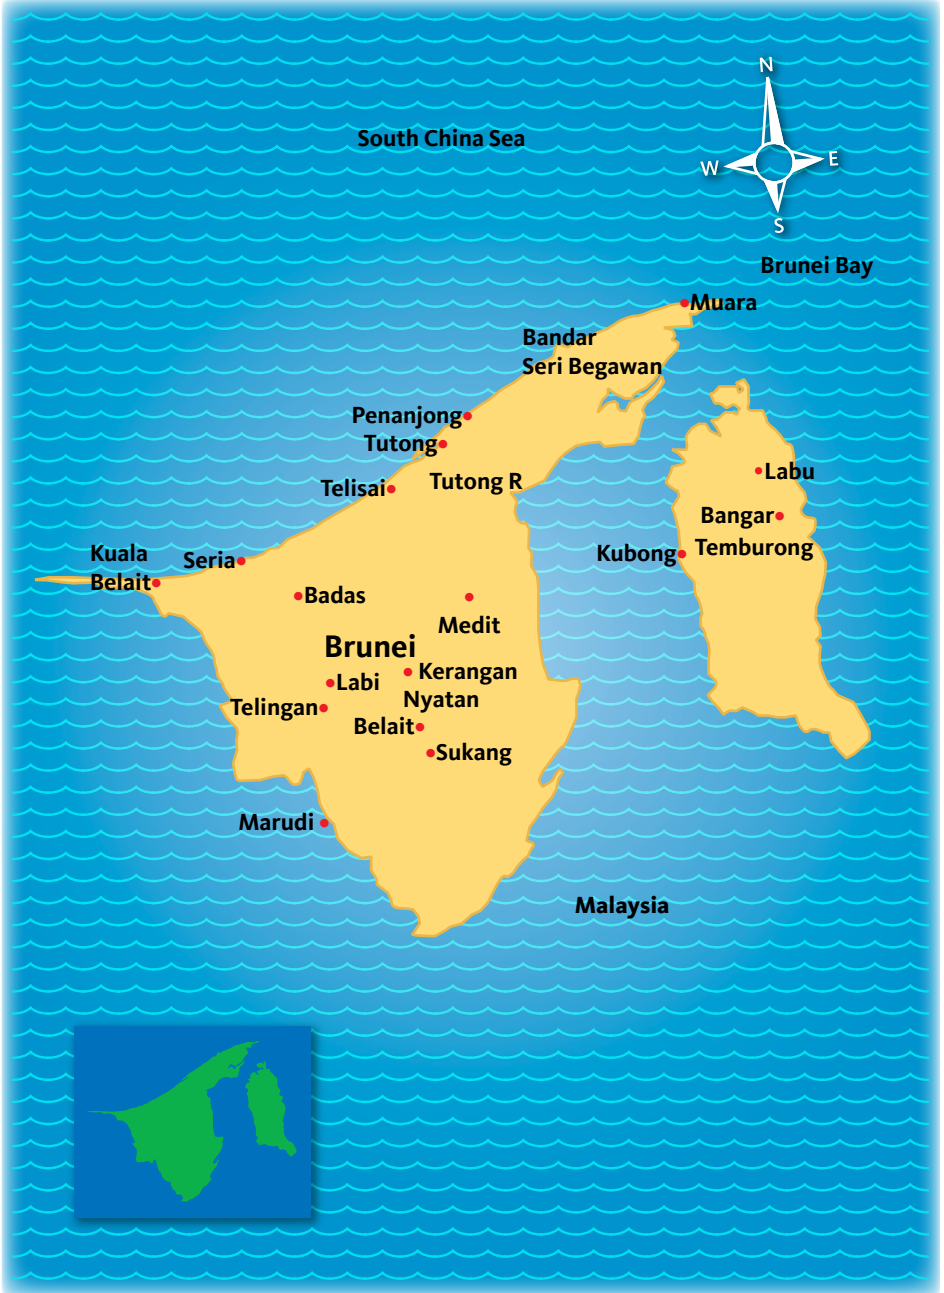 N
South China Sea
W
E
S
Brunei Bay
Muara
Bandar
Seri Begawan
Penanjong
Tutong
Labu
Telisai
Tutong R
Bangar
Kuala
Belait
Seria
Kubong
Temburong
Badas
Medit
Brunei
Kerangan
Nyatan
Labi
Telingan
Belait
Sukang
Marudi
Malaysia